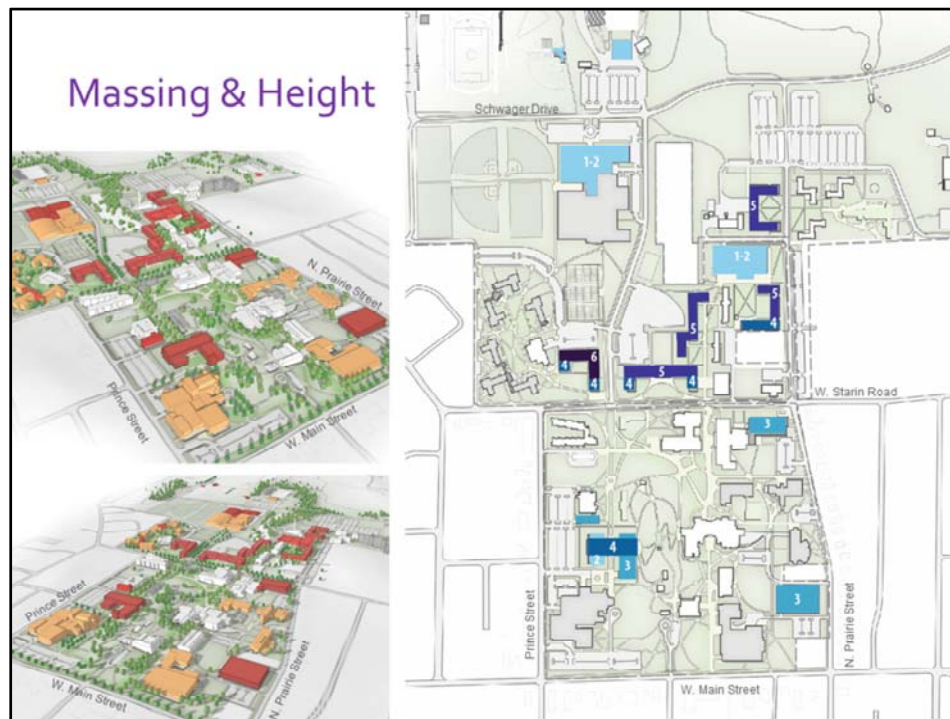 Massing & Height
Schwager Drive
1-2
5
N. Prairie Street
1-2
5
5
4
6
4
4
5
4
4
W. Starin Road
Prince Street
W. Main Street
3
4
2
3
3
Prince Street
N. Prairie Street
W. Main Street
Prince Street
N. Prairie Street
W. Main Street